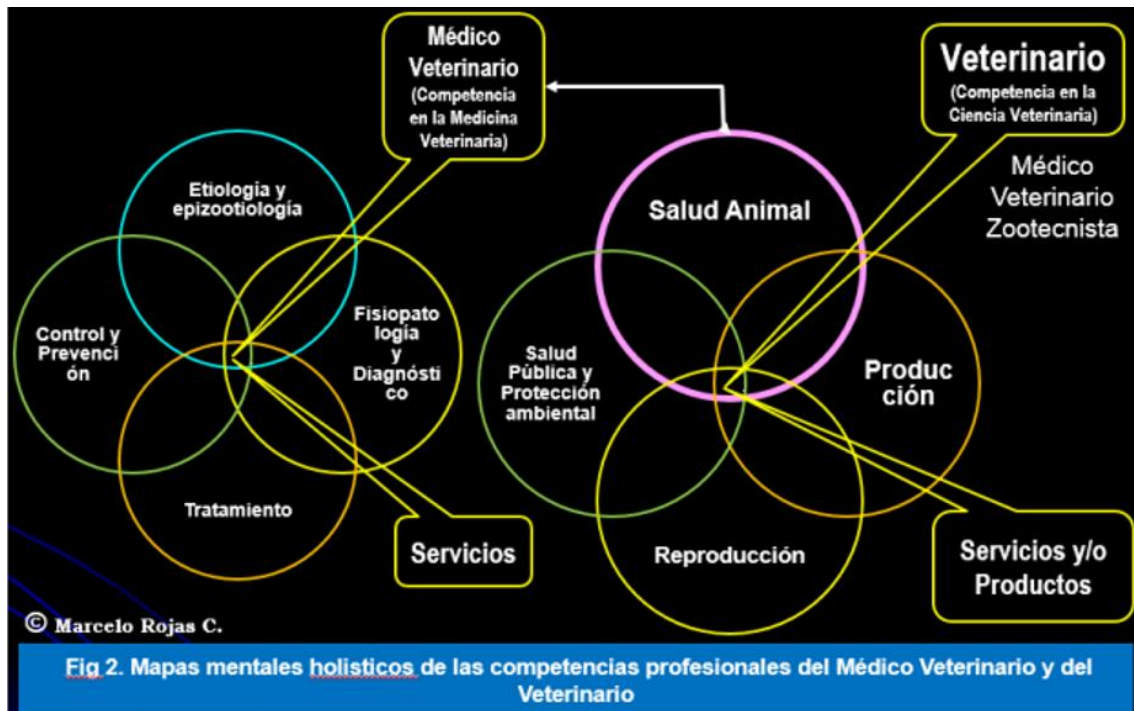 Médico
Veterinario
(Competencia
en la Medicina
Veterinaria)
Etiología y
epizootiología
Control y
Prevenci
ón
Fisiopato
logía
y
Diagnósti
co
Tratamiento
Servicios
Veterinario
(Competencia en la
Ciencia Veterinaria)
Médico
Veterinario
Zootecnista
Salud Animal
Salud
Pública y
Protección
ambiental
Produc
ción
Reproducción
Servicios y/o
Productos
© Marcelo Rojas C.
Fig 2. Mapas mentales holisticos de las competencias profesionales del Médico Veterinario y del
Veterinario